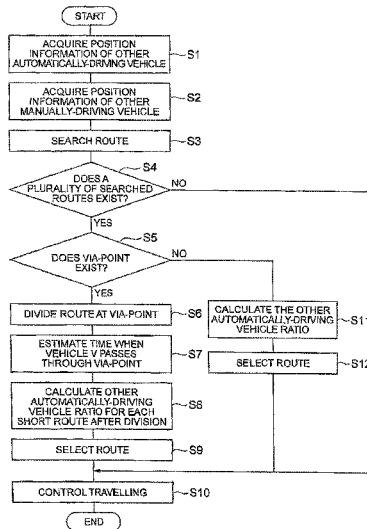 START
ACQUIRE POSITION
INFORMATION OF OTHER
AUTOMATICALLY-DRIVING
VEHICLE
S1
ACQUIRE POSITION
INFORMATION OF OTHER
MANUALLY-DRIVING
VEHICLE
S2
SEARCH ROUTE
S3
S4
DOES A
PLURALITY OF SEARCHED
ROUTES EXIST?
NO
YES
S5
DOES VIA-POINT
EXIST?
NO
YES
DIVIDE ROUTE AT VIA-POINT
S6
ESTIMATE TIME WHEN
VEHICLE V PASSES
THROUGH VIA-POINT
S7
CALCULATE OTHER
AUTOMATICALLY-DRIVING
VEHICLE RATIO FOR EACH
SHORT ROUTE AFTER DIVISION
S8
SELECT ROUTE
S9
CALCULATE THE OTHER
AUTOMATICALLY-DRIVING
VEHICLE RATIO
S11
SELECT ROUTE
S12
CONTROL TRAVELLING
S10
END